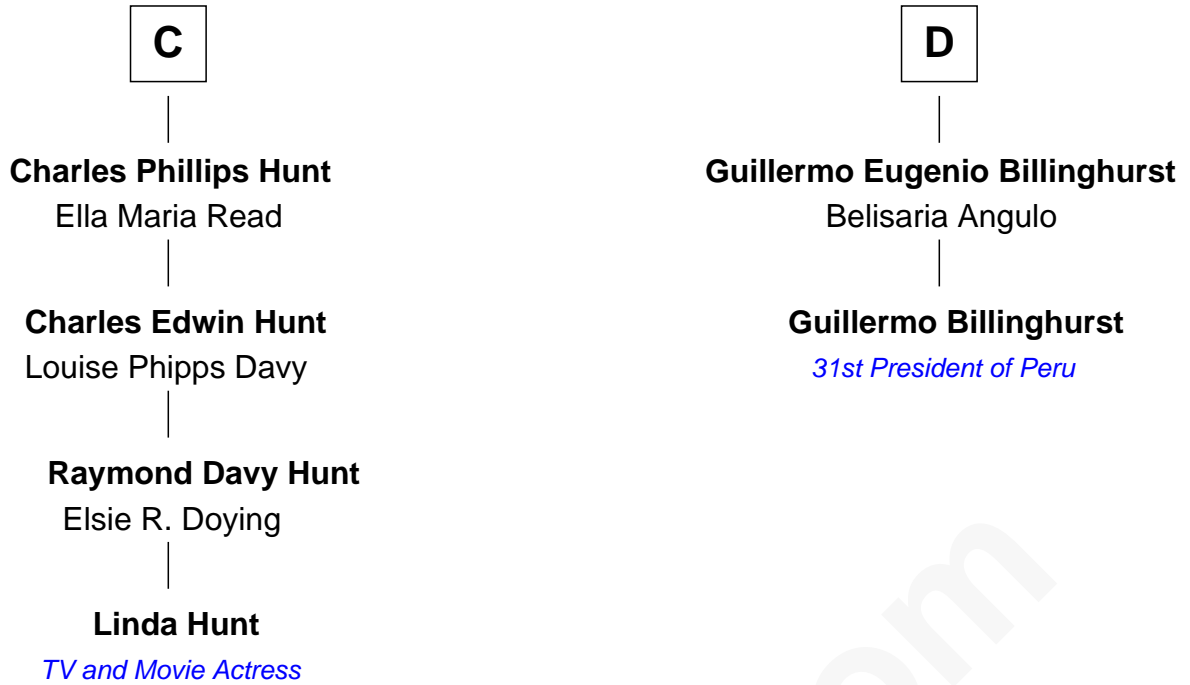 C
Charles Phillips Hunt
Ella Maria Read
Charles Edwin Hunt
Louise Phipps Davy
Raymond Davy Hunt
Elsie R. Doying
Linda Hunt
TV and Movie Actress
D
Guillermo Eugenio Billinghurst
Belisaria Angulo
Guillermo Billinghurst
31st President of Peru
om